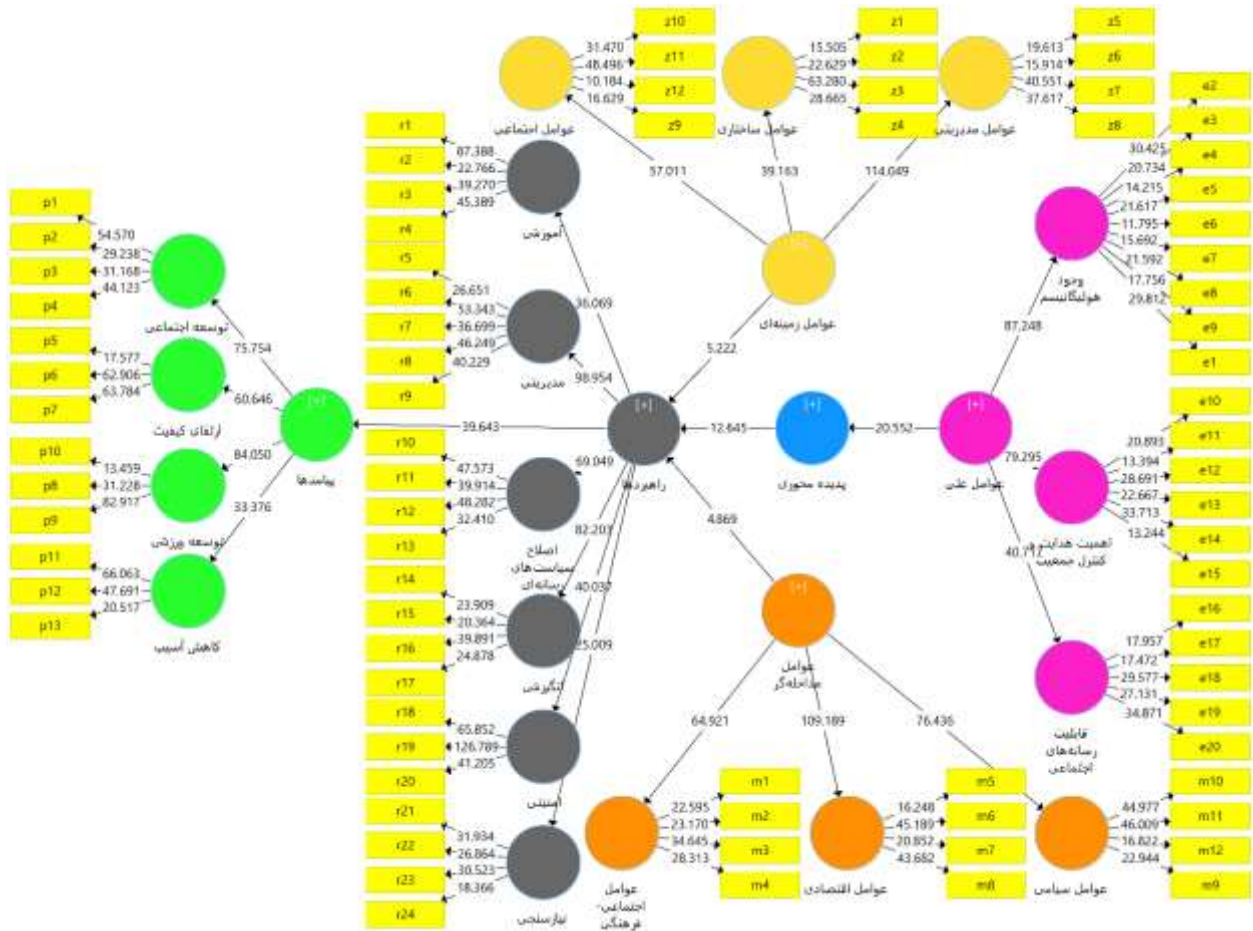 z10
z11
z12
z9
31.470
48.496
10.184
16.629
عوامل اجتماعی
z1
z2
z3
z4
15.505
22.629
63.280
28.665
عوامل ساختاری
z5
z6
z7
z8
19.613
15.914
40.551
37.617
عوامل مدیریتی
57.011
39.163
114.049
[+]
عوامل زمینه‌ای
5.222
e2
e3
e4
e5
e6
e7
e8
e9
e1
30.425
20.734
14.215
21.617
11.795
15.692
21.592
17.756
29.812
وجود
هولیگانیسم
87.248
r1
r2
r3
r4
87.388
22.766
39.270
45.389
آموزشی
36.069
r5
r6
r7
r8
r9
26.651
53.343
36.699
46.249
40.229
مدیریتی
98.954
p1
p2
p3
p4
54.570
29.238
31.168
44.123
توسعه اجتماعی
75.754
p5
p6
p7
17.577
62.906
63.784
ارتقای کیفیت
60.646
p10
p8
p9
13.459
31.228
82.917
توسعه ورزشی
84.050
p11
p12
p13
66.063
47.691
20.517
کاهش آسیب
33.376
[+]
پیامدها
39.643
[+]
راهبردها
12.645
[+]
پدیده محوری
20.552
[+]
عوامل علی
79.295
e10
e11
e12
e13
e14
e15
20.893
13.394
28.691
22.667
33.713
13.244
اهمیت هدایت و
کنترل جمعیت
e16
e17
e18
e19
e20
17.957
17.472
29.577
27.131
34.871
قابلیت
رسانه‌های
اجتماعی
r10
r11
r12
r13
47.573
39.914
48.282
32.410
اصلاح
سیاست‌های
رسانه‌ای
69.049
r14
r15
r16
r17
23.909
20.364
39.891
24.878
انگیزشی
82.207
r18
r19
r20
65.852
126.789
41.205
امنیتی
40.037
r21
r22
r23
r24
31.934
26.864
30.523
18.366
نیازسنجی
4.869
[+]
عوامل
مداخله‌گر
64.921
109.189
76.436
m1
m2
m3
m4
22.595
23.170
34.645
28.313
عوامل
اجتماعی-
فرهنگی
m5
m6
m7
m8
16.248
45.189
20.852
43.682
عوامل اقتصادی
m10
m11
m12
m9
44.977
46.009
16.822
22.944
عوامل سیاسی